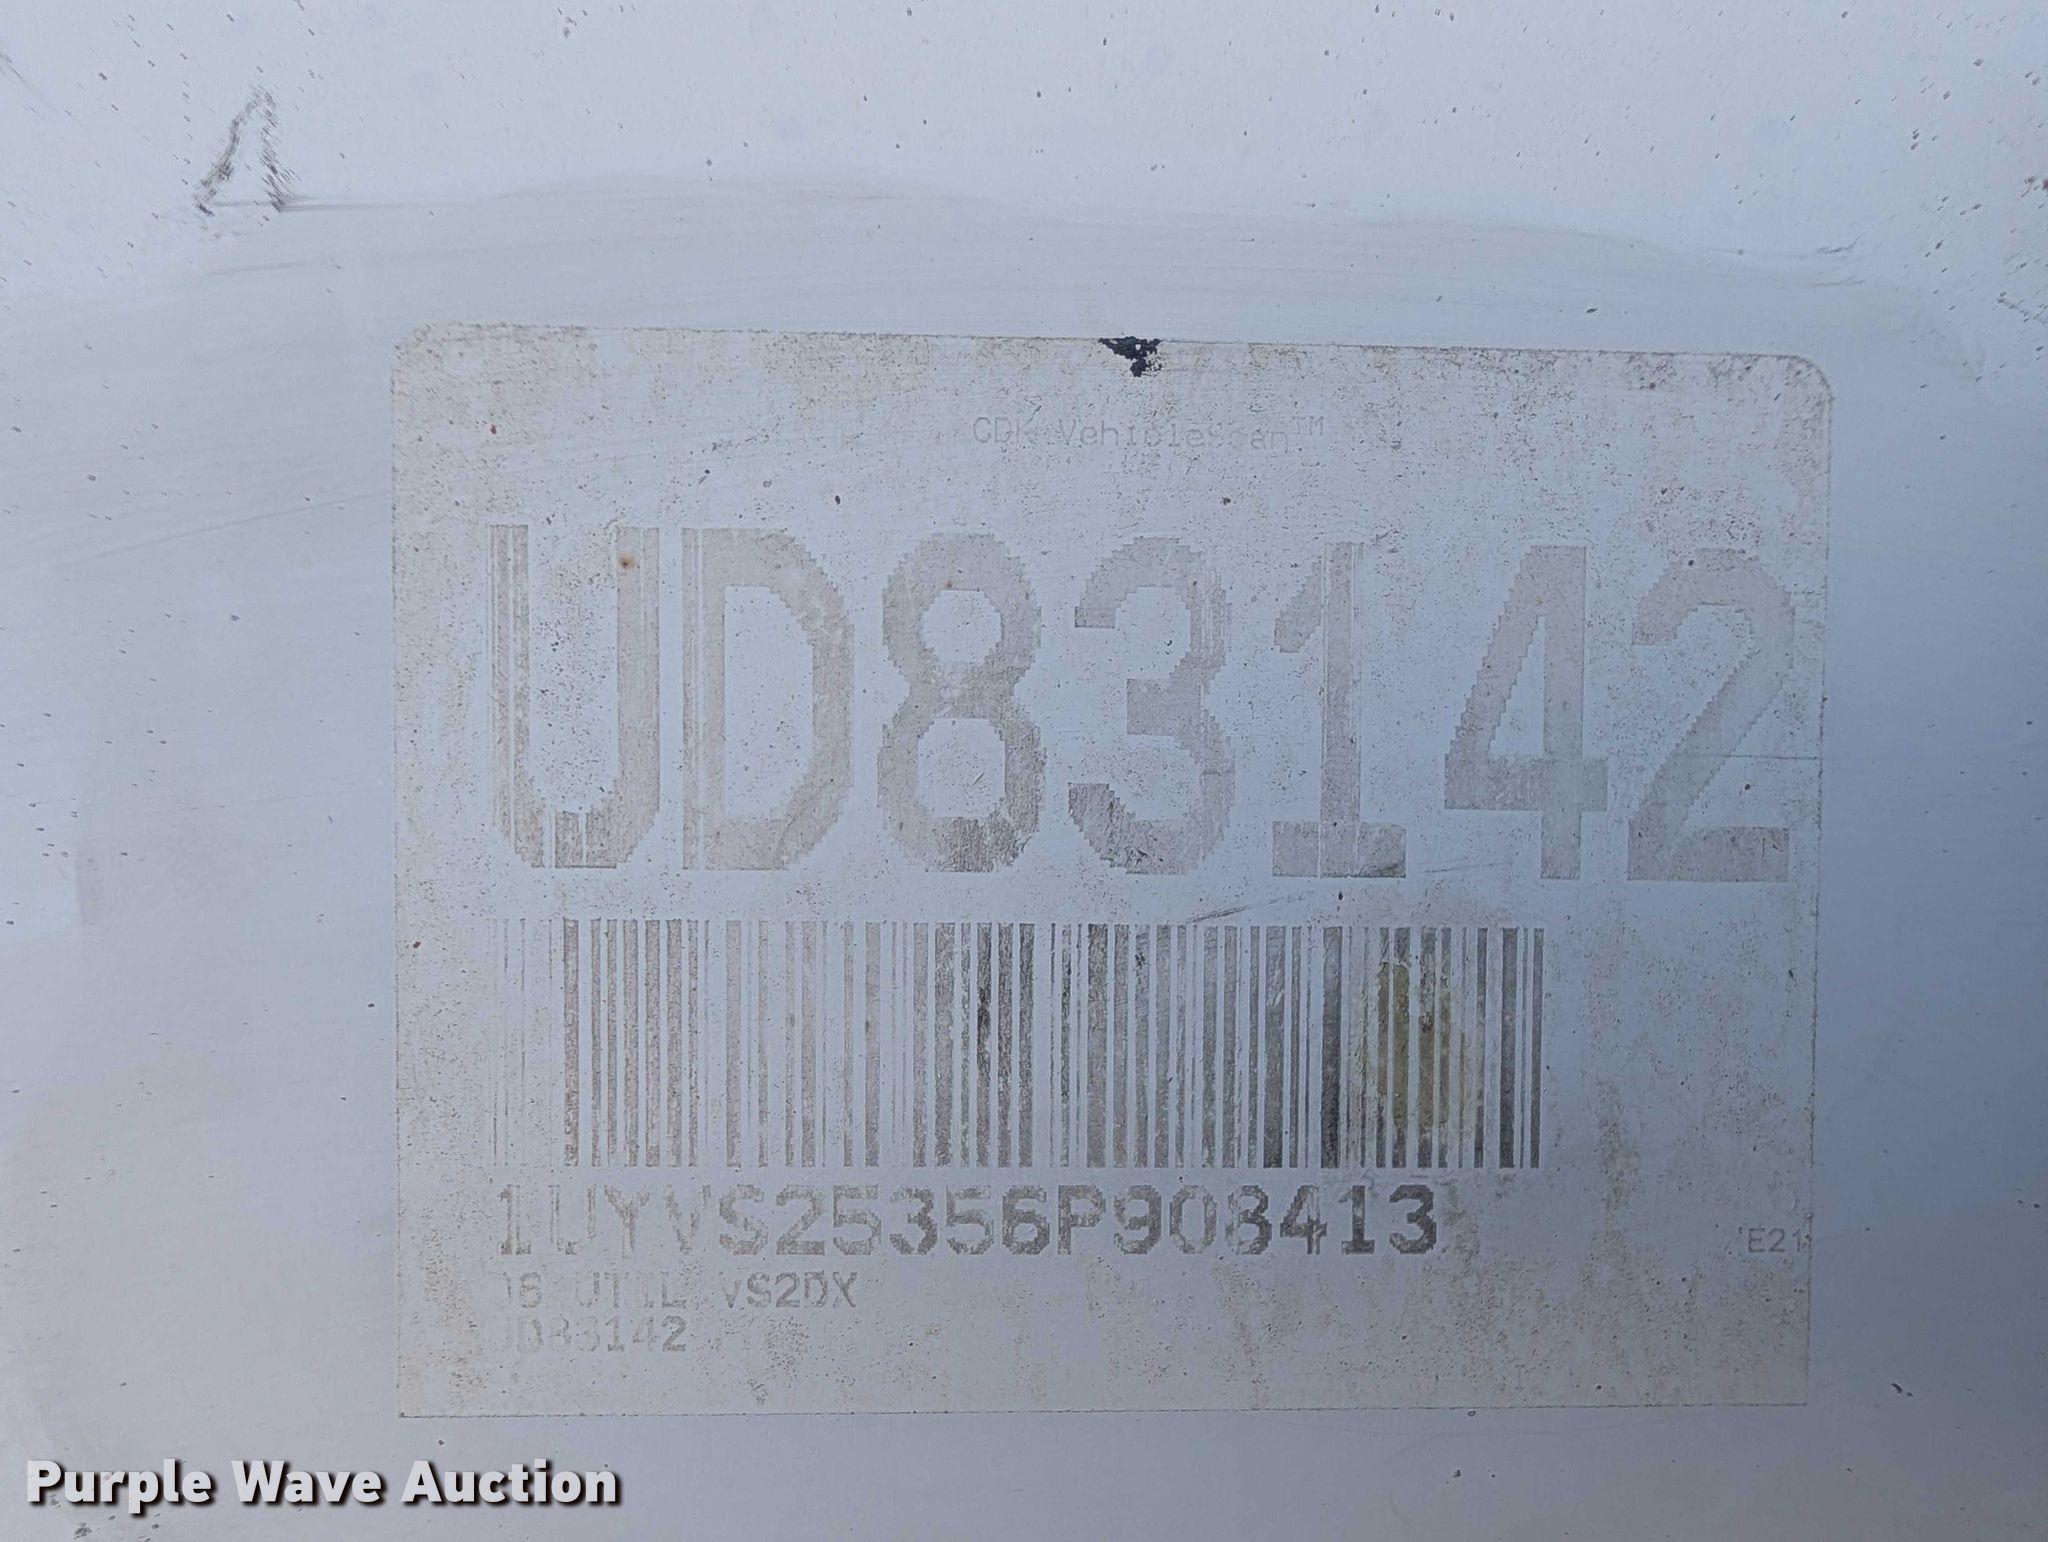 CDK VehicleScan™
UD83142
1UYVS25356P908413
06 UTIL VS2DX
UD83142
E21
Purple Wave Auction